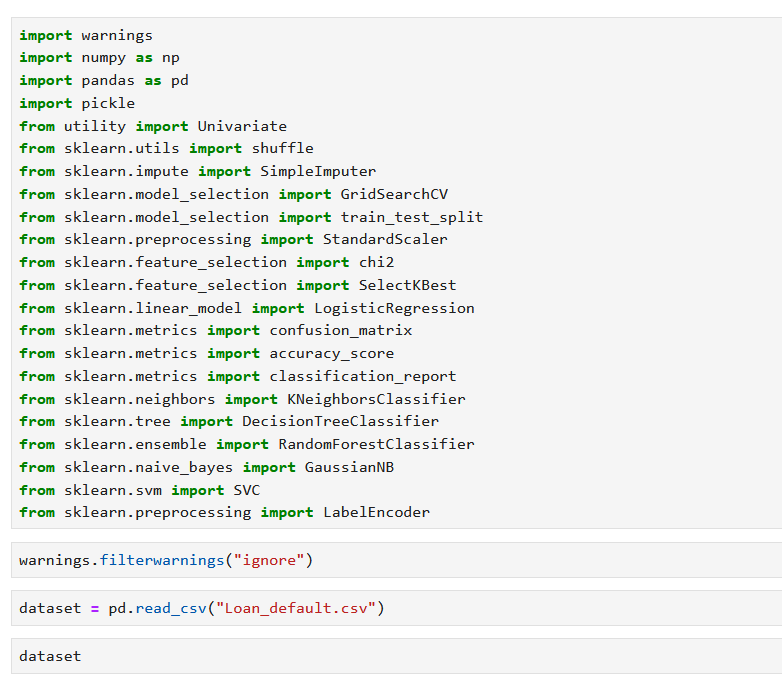 import warnings
import numpy as np
import pandas as pd
import pickle
from utility import Univariate
from sklearn.utils import shuffle
from sklearn.impute import SimpleImputer
from sklearn.model_selection import GridSearchCV
from sklearn.model_selection import train_test_split
from sklearn.preprocessing import StandardScaler
from sklearn.feature_selection import chi2
from sklearn.feature_selection import SelectKBest
from sklearn.linear_model import LogisticRegression
from sklearn.metrics import confusion_matrix
from sklearn.metrics import accuracy_score
from sklearn.metrics import classification_report
from sklearn.neighbors import KNeighborsClassifier
from sklearn.tree import DecisionTreeClassifier
from sklearn.ensemble import RandomForestClassifier
from sklearn.naive_bayes import GaussianNB
from sklearn.svm import SVC
from sklearn.preprocessing import LabelEncoder
warnings.filterwarnings("ignore")
dataset = pd.read_csv("Loan_default.csv")
dataset